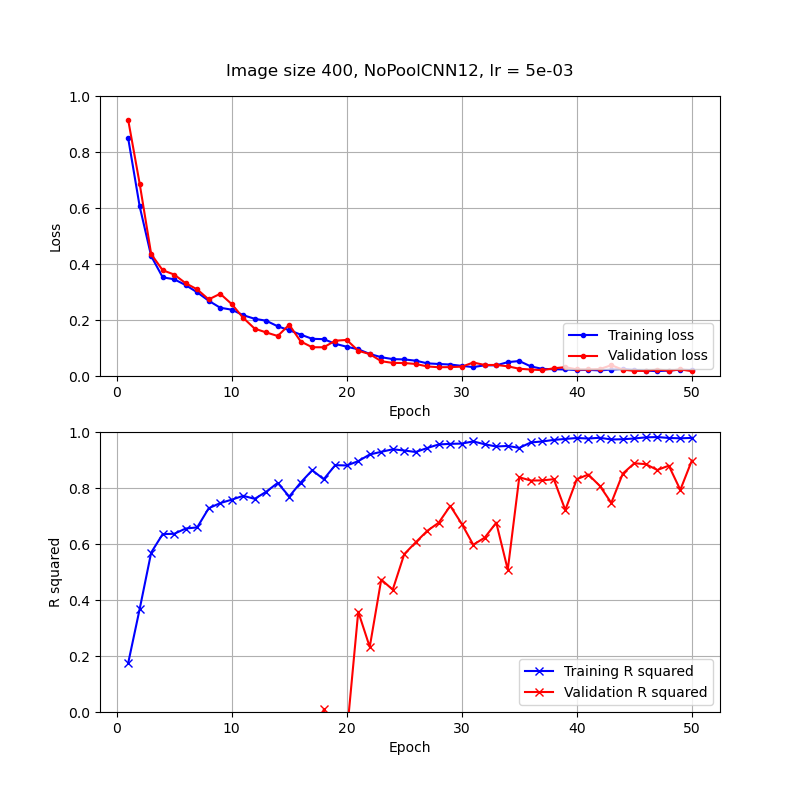 Image size 400, NoPoolCNN12, lr = 5e-03
1.0
0.8
0.6
0.4
0.2
0.0
Loss
Training loss
Validation loss
0 10 20 30 40 50
Epoch
1.0
0.8
0.6
0.4
0.2
0.0
R squared
Training R squared
Validation R squared
0 10 20 30 40 50
Epoch